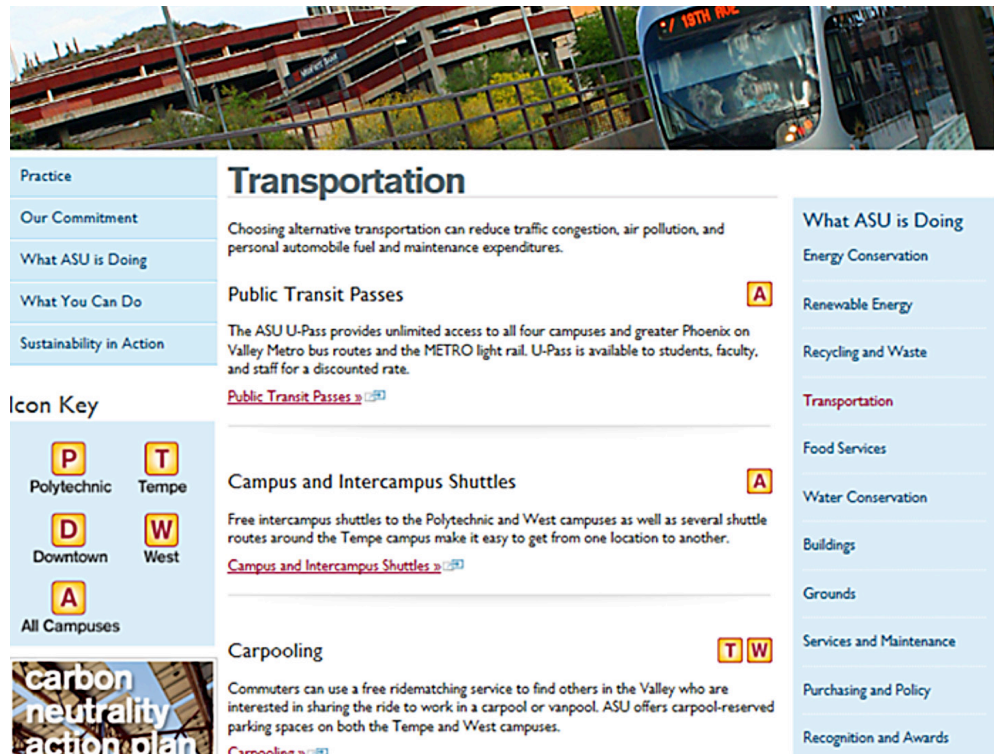 19TH AVE
Practice
Our Commitment
What ASU is Doing
What You Can Do
Sustainability in Action
Icon Key
P
Polytechnic
T
Tempe
D
Downtown
W
West
A
All Campuses
carbon
neutrality
action plan
Transportation
Choosing alternative transportation can reduce traffic congestion, air pollution, and
personal automobile fuel and maintenance expenditures.
Public Transit Passes
A
The ASU U-Pass provides unlimited access to all four campuses and greater Phoenix on
Valley Metro bus routes and the METRO light rail. U-Pass is available to students, faculty,
and staff for a discounted rate.
Public Transit Passes »
Campus and Intercampus Shuttles
A
Free intercampus shuttles to the Polytechnic and West campuses as well as several shuttle
routes around the Tempe campus make it easy to get from one location to another.
Campus and Intercampus Shuttles »
Carpooling
T W
Commuters can use a free ridematching service to find others in the Valley who are
interested in sharing the ride to work in a carpool or vanpool. ASU offers carpool-reserved
parking spaces on both the Tempe and West campuses.
Carpooling »
What ASU is Doing
Energy Conservation
Renewable Energy
Recycling and Waste
Transportation
Food Services
Water Conservation
Buildings
Grounds
Services and Maintenance
Purchasing and Policy
Recognition and Awards